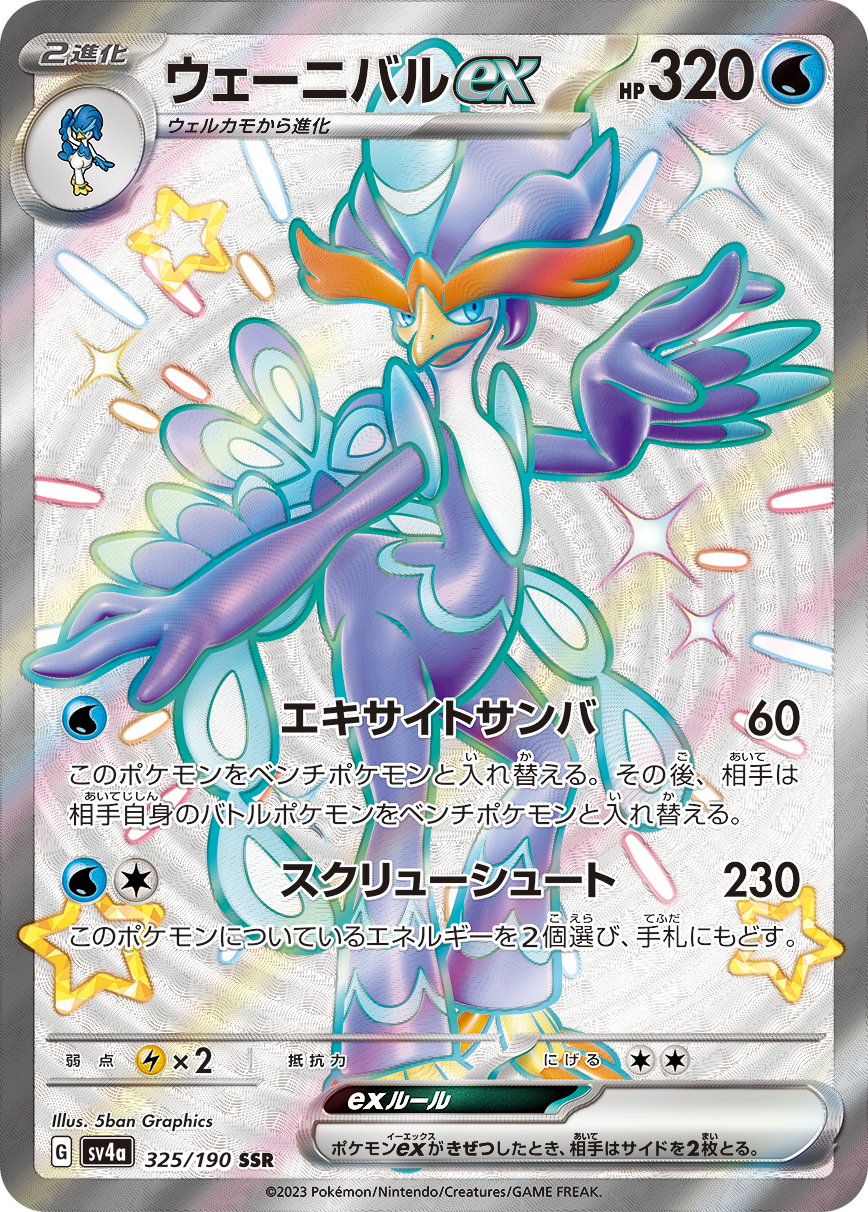 2進化
ウェーニバルex HP320
ウェルカモから進化
エキサイトサンバ 60
このポケモンをベンチポケモンと入れ替える。その後、相手は
相手自身のバトルポケモンをベンチポケモンと入れ替える。
スクリューシュート 230
このポケモンについているエネルギーを2個選び、手札にもどす。
弱点 ×2 抵抗力 にげる
exルール
ポケモンexがきぜつしたとき、相手はサイドを2枚とる。
Illus. 5ban Graphics
G sv4a 325/190 SSR
©2023 Pokémon/Nintendo/Creatures/GAME FREAK.